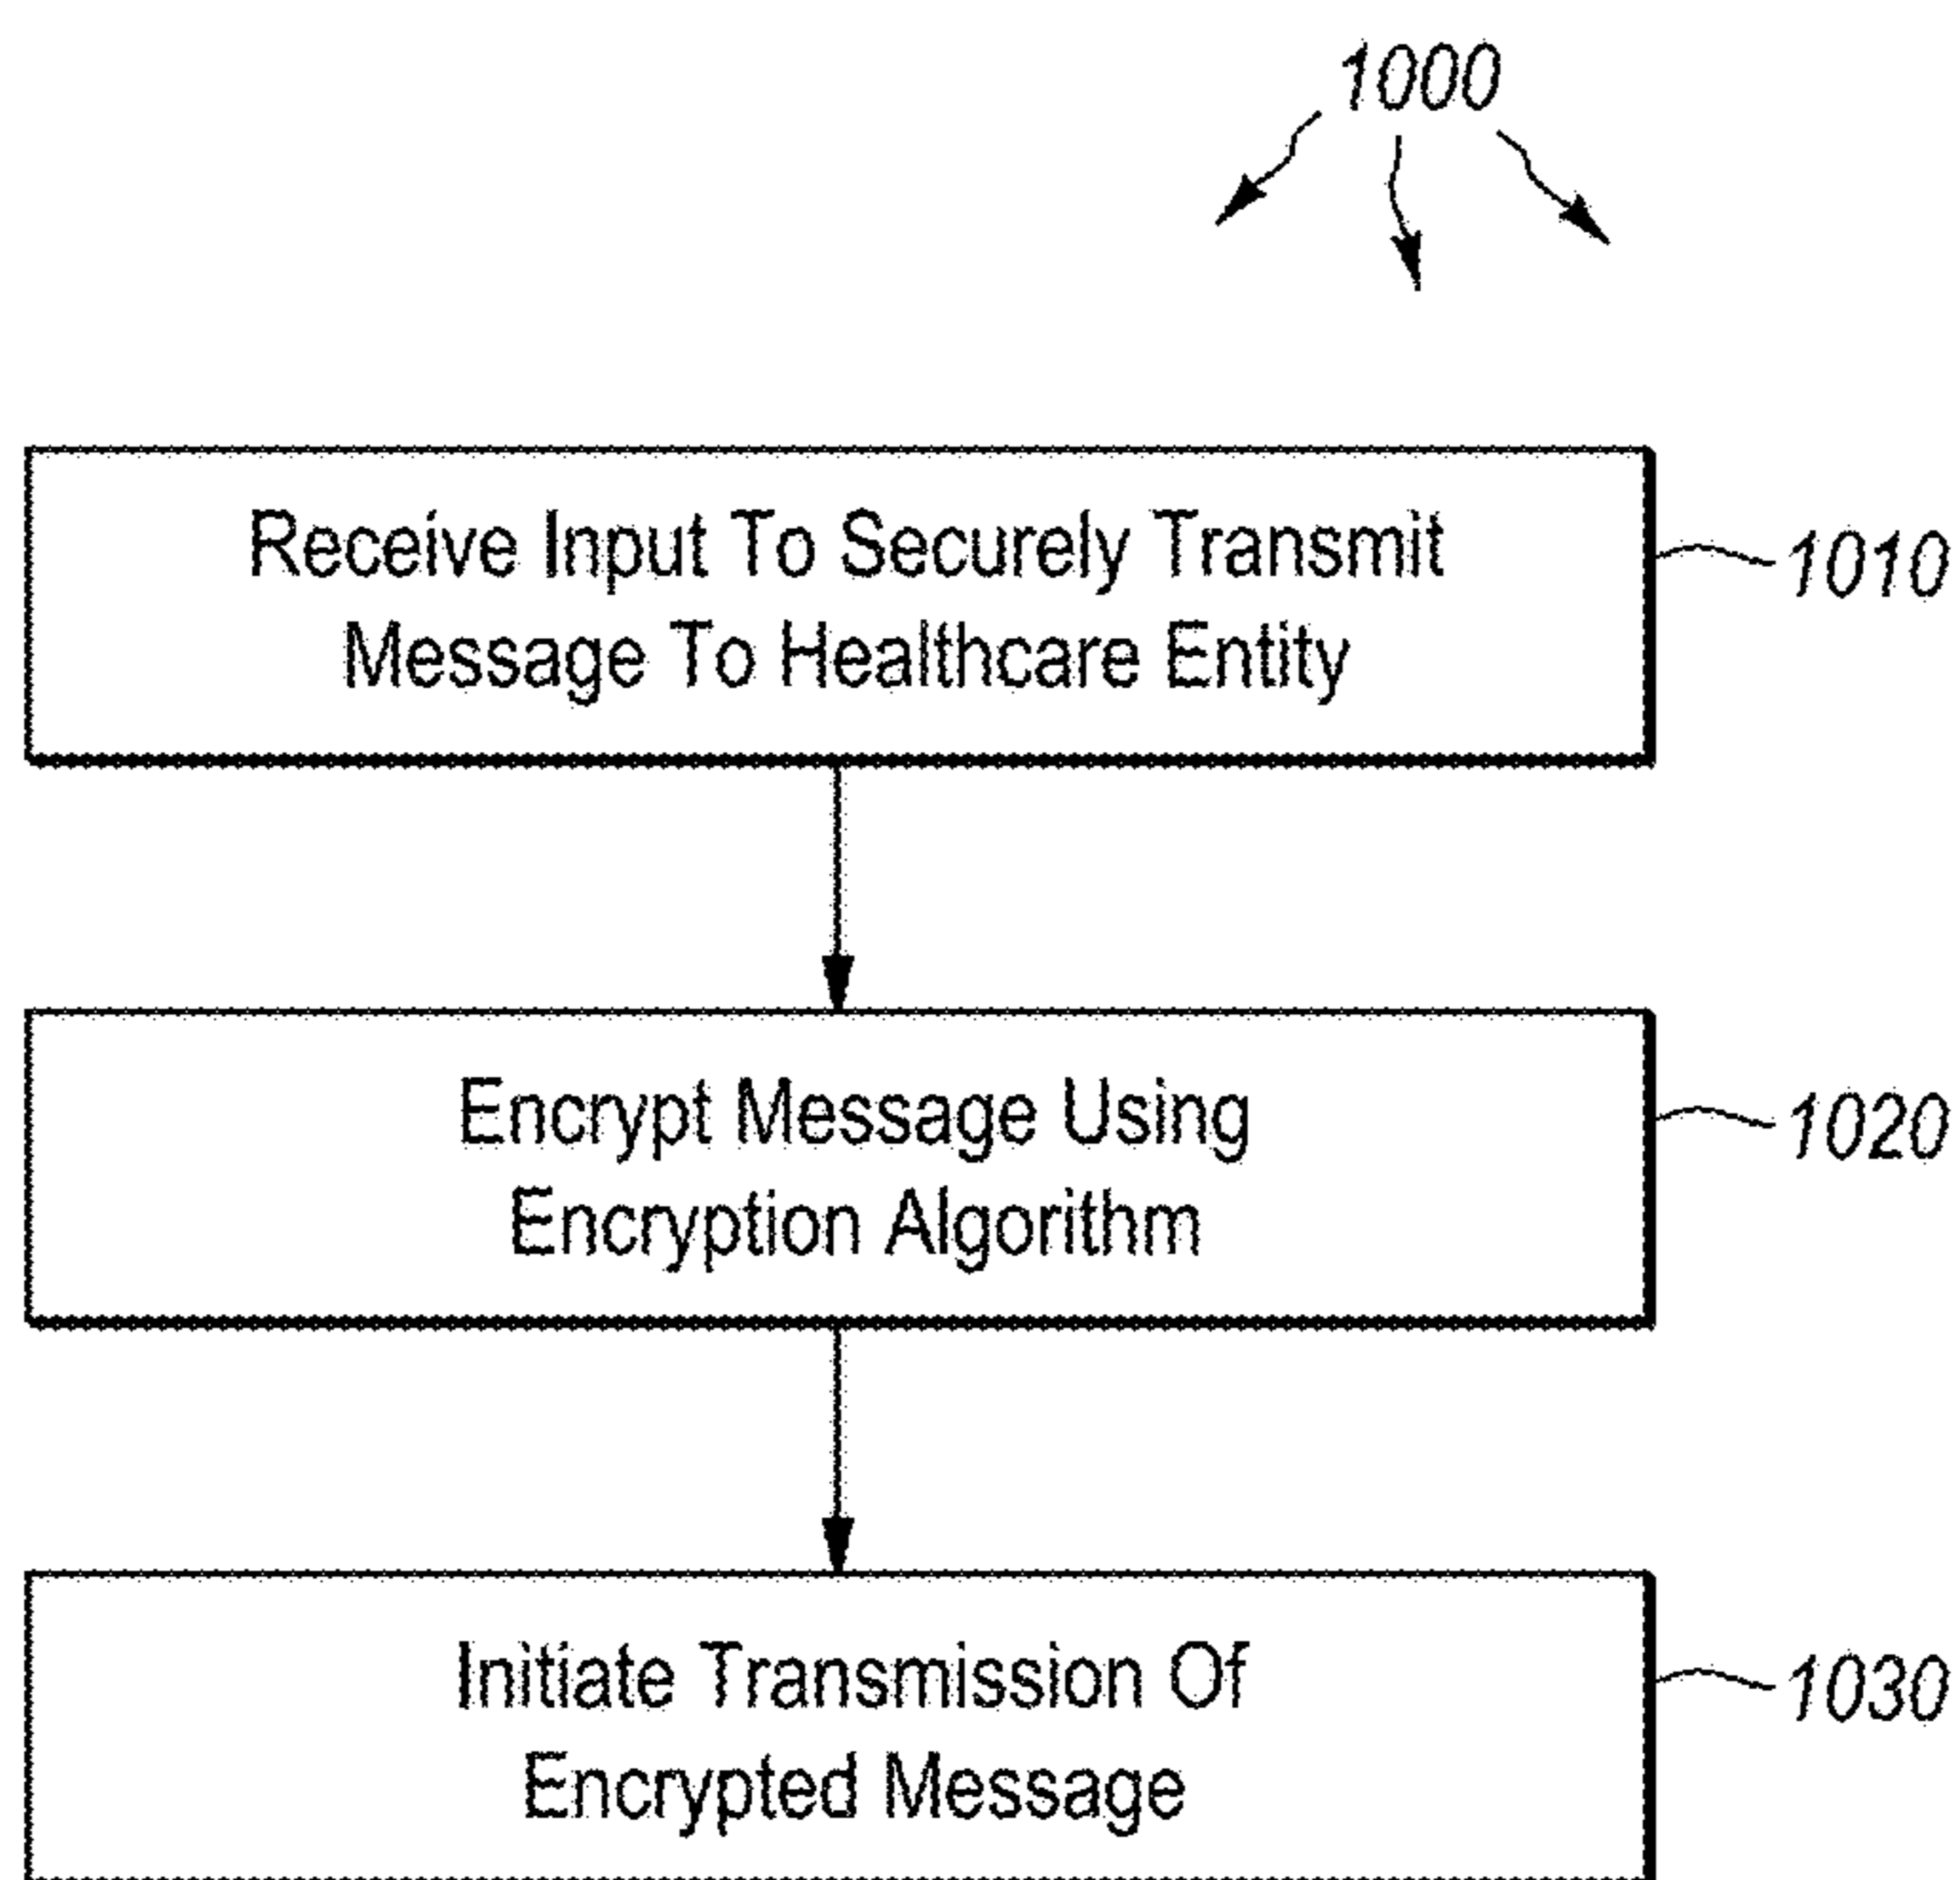 1000
Receive Input To Securely Transmit
Message To Healthcare Entity
1010
Encrypt Message Using
Encryption Algorithm
1020
Initiate Transmission Of
Encrypted Message
1030